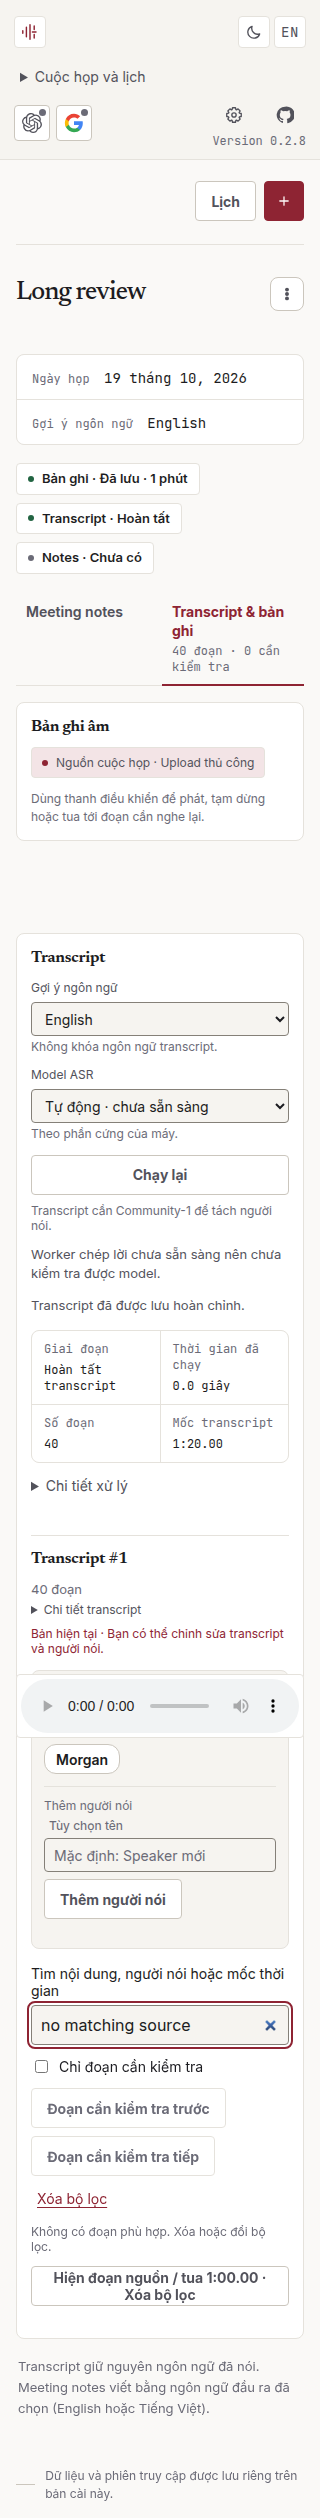 EN
Cuộc họp và lịch
Version 0.2.8
Lịch
+
Long review
Ngày họp 19 tháng 10, 2026
Gợi ý ngôn ngữ English
Bản ghi · Đã lưu · 1 phút
Transcript · Hoàn tất
Notes · Chưa có
Meeting notes
Transcript & bản
ghi
40 đoạn · 0 cần
kiểm tra
Bản ghi âm
Nguồn cuộc họp · Upload thủ công
Dùng thanh điều khiển để phát, tạm dừng
hoặc tua tới đoạn cần nghe lại.
Transcript
Gợi ý ngôn ngữ
English
Không khóa ngôn ngữ transcript.
Model ASR
Tự động · chưa sẵn sàng
Theo phần cứng của máy.
Chạy lại
Transcript cần Community-1 để tách người
nói.
Worker chép lời chưa sẵn sàng nên chưa
kiểm tra được model.
Transcript đã được lưu hoàn chỉnh.
Giai đoạn
Hoàn tất
transcript
Thời gian đã
chạy
0.0 giây
Số đoạn
40
Mốc transcript
1:20.00
Chi tiết xử lý
Transcript #1
40 đoạn
Chi tiết transcript
Bản hiện tại · Bạn có thể chỉnh sửa transcript
và người nói.
0:00 / 0:00
Morgan
Thêm người nói
Tùy chọn tên
Mặc định: Speaker mới
Thêm người nói
Tìm nội dung, người nói hoặc mốc thời
gian
no matching source
Chỉ đoạn cần kiểm tra
Đoạn cần kiểm tra trước
Đoạn cần kiểm tra tiếp
Xóa bộ lọc
Không có đoạn phù hợp. Xóa hoặc đổi bộ
lọc.
Hiện đoạn nguồn / tua 1:00.00 ·
Xóa bộ lọc
Transcript giữ nguyên ngôn ngữ đã nói.
Meeting notes viết bằng ngôn ngữ đầu ra đã
chọn (English hoặc Tiếng Việt).
Dữ liệu và phiên truy cập được lưu riêng trên
bản cài này.